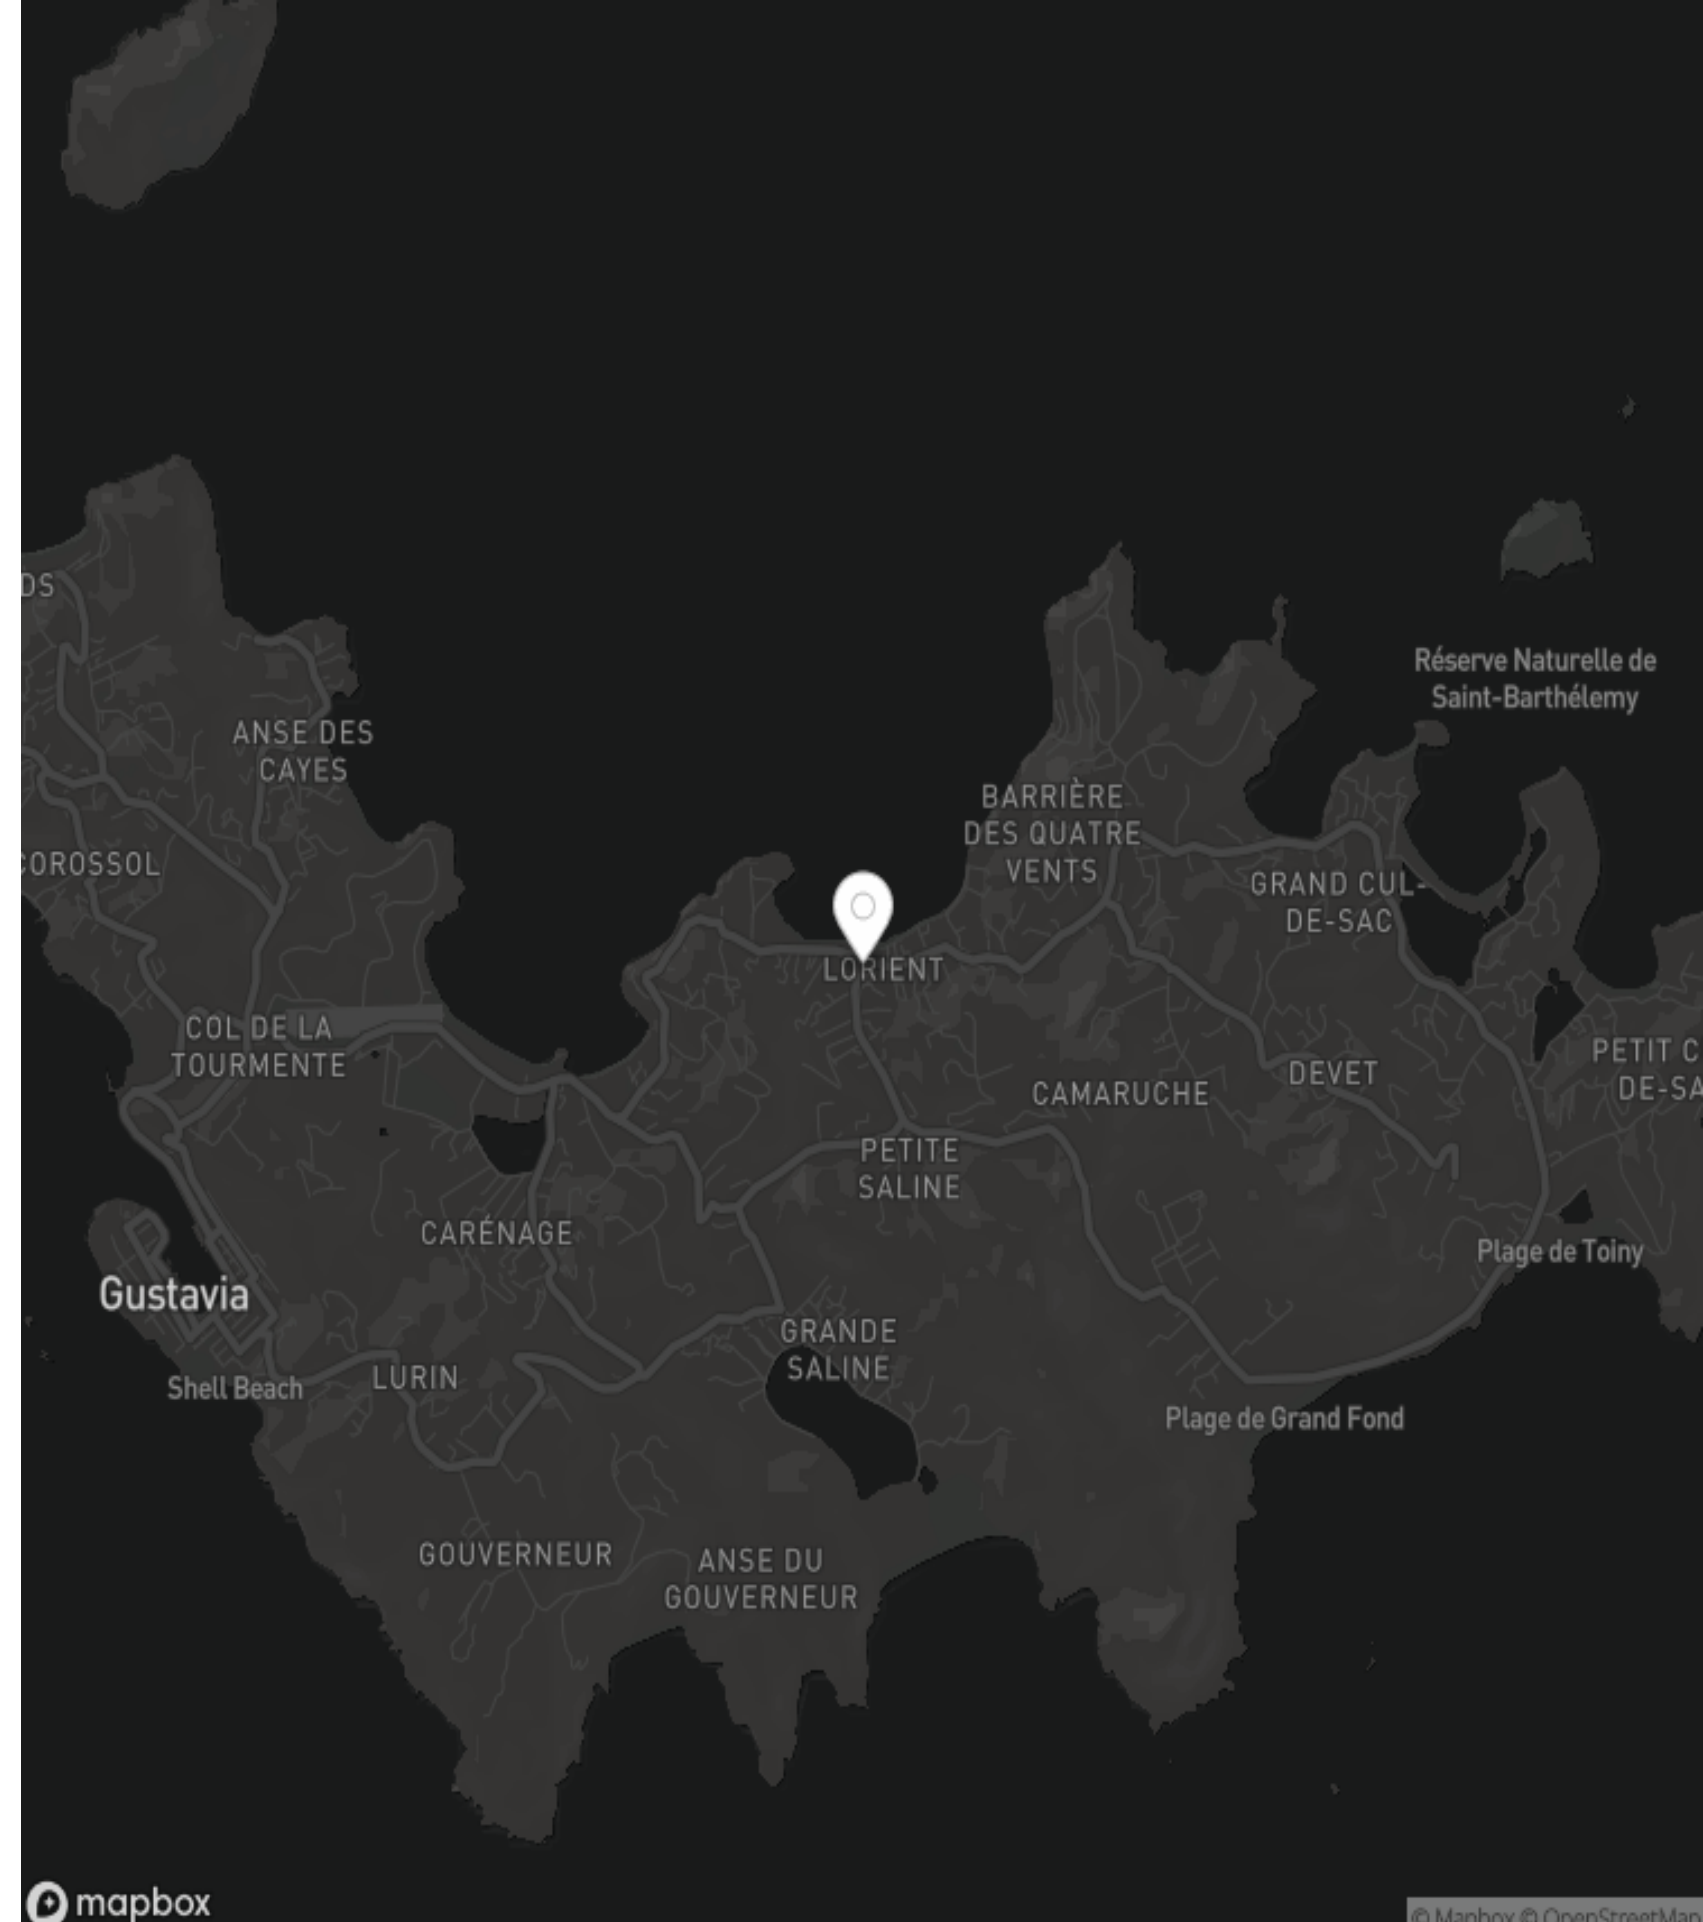 DS
Réserve Naturelle de
Saint-Barthélemy
ANSE DES
CAYES
BARRIÈRE
DES QUATRE
VENTS
COROSSOL
GRAND CUL-
DE-SAC
LORIENT
COL DE LA
TOURMENTE
PETIT C
DE-SA
DEVET
CAMARUCHE
PETITE
SALINE
CARÉNAGE
Plage de Toiny
Gustavia
GRANDE
SALINE
LURIN
Shell Beach
Plage de Grand Fond
GOUVERNEUR
ANSE DU
GOUVERNEUR
mapbox
© Mapbox © OpenStreetMap